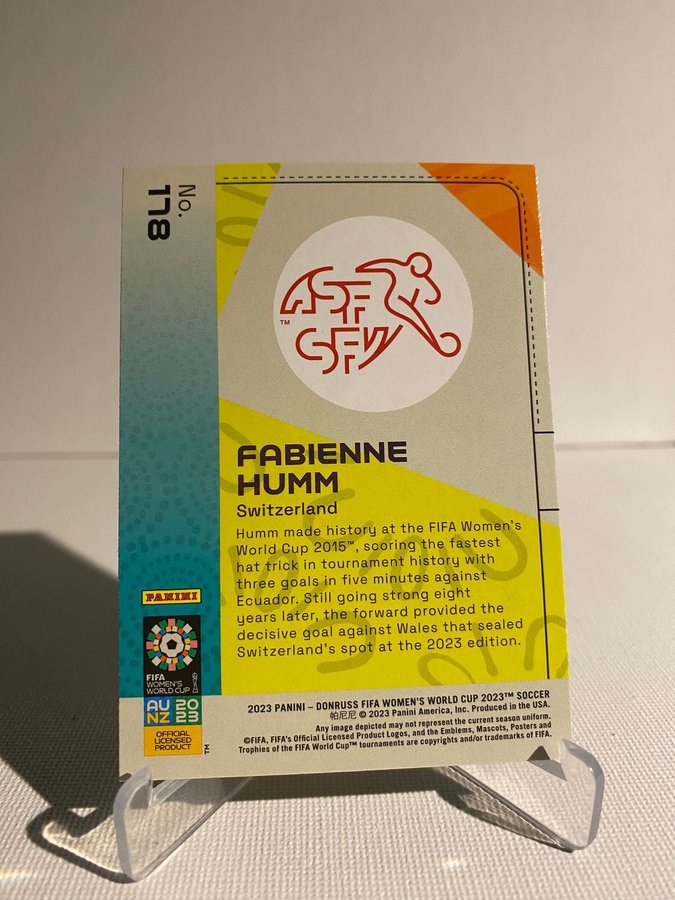 No.
178
ASF
SFV
™
FABIENNE
HUMM
Switzerland
Humm made history at the FIFA Women's
World Cup 2015™, scoring the fastest
hat trick in tournament history with
three goals in five minutes against
Ecuador. Still going strong eight
years later, the forward provided the
decisive goal against Wales that sealed
Switzerland's spot at the 2023 edition.
PANINI
FIFA
WOMEN'S
WORLD CUP
AU 20
NZ 23
OFFICIAL
LICENSED
PRODUCT
™
2023 PANINI – DONRUSS FIFA WOMEN'S WORLD CUP 2023™ SOCCER
帕尼尼 © 2023 Panini America, Inc. Produced in the USA.
Any image depicted may not represent the current season uniform.
©FIFA, FIFA's Official Licensed Product Logos, and the Emblems, Mascots, Posters and
Trophies of the FIFA World Cup™ tournaments are copyrights and/or trademarks of FIFA.